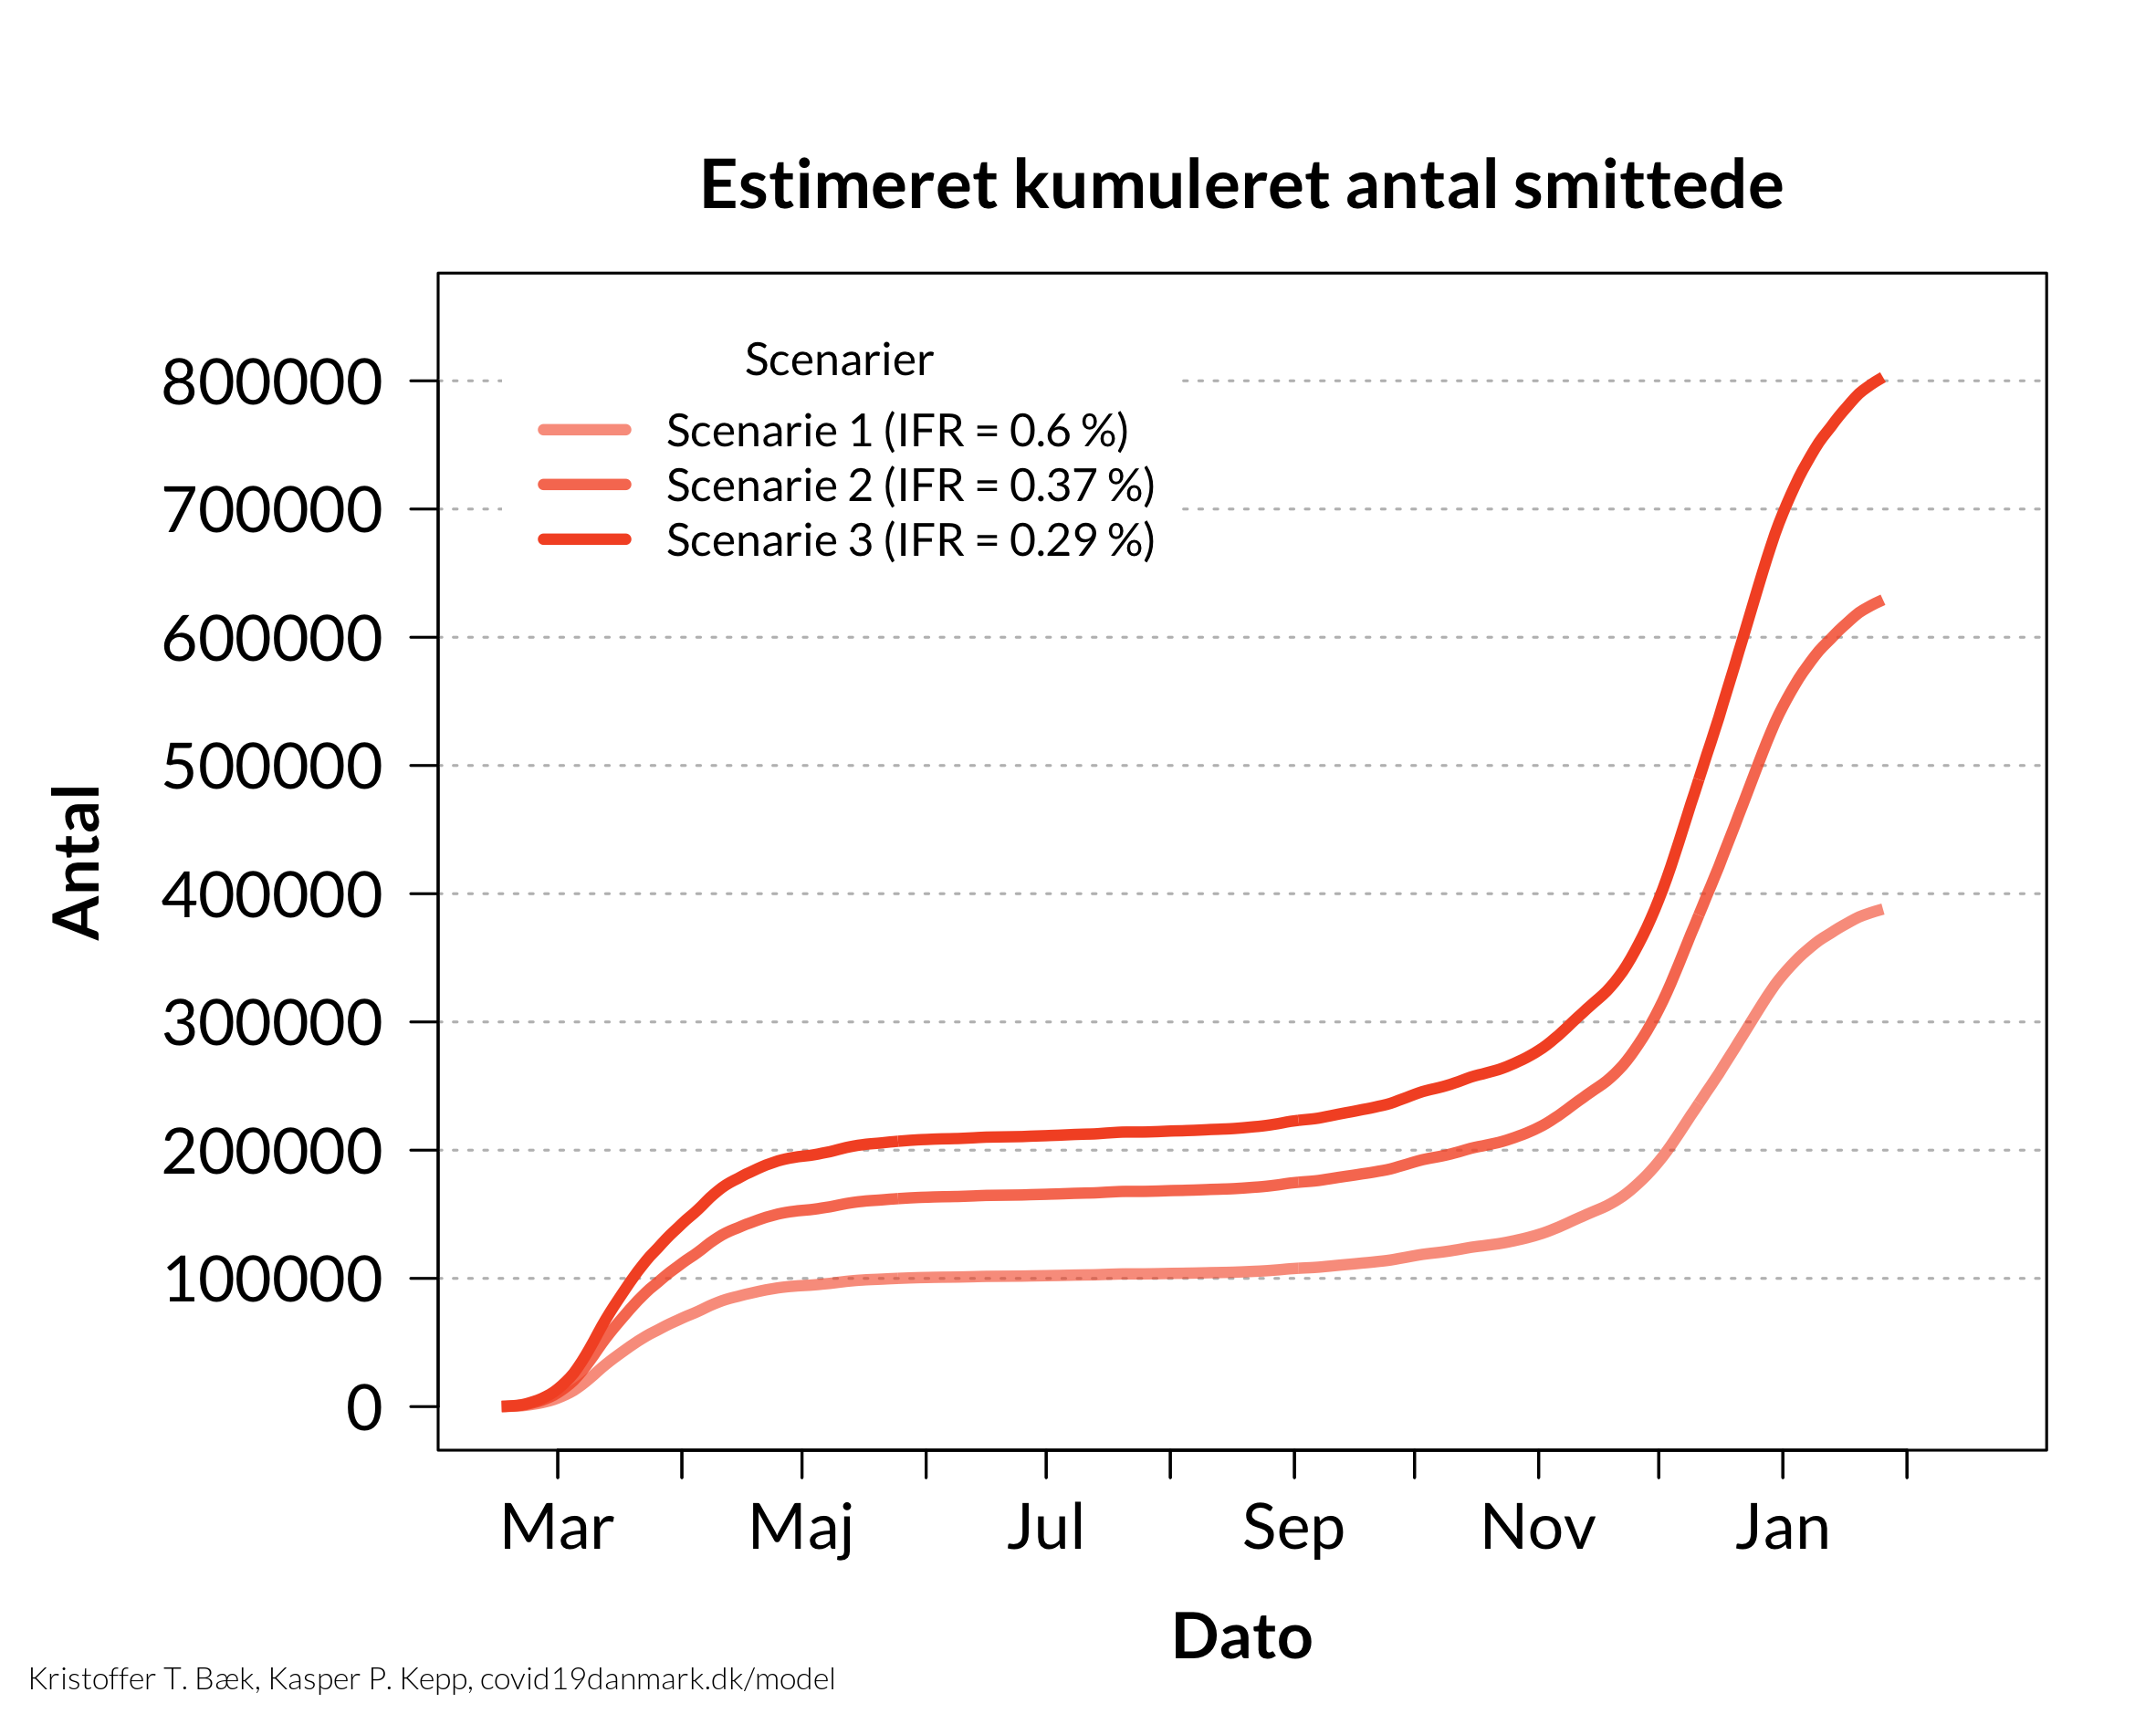 Estimeret kumuleret antal smittede
Scenarier
Scenarie 1 (IFR = 0.6 %)
Scenarie 2 (IFR = 0.37 %)
Scenarie 3 (IFR = 0.29 %)
800000
700000
600000
500000
400000
300000
200000
100000
0
Antal
Mar Maj Jul Sep Nov Jan
Dato
Kristoffer T. Bæk, Kasper P. Kepp, covid19danmark.dk/model